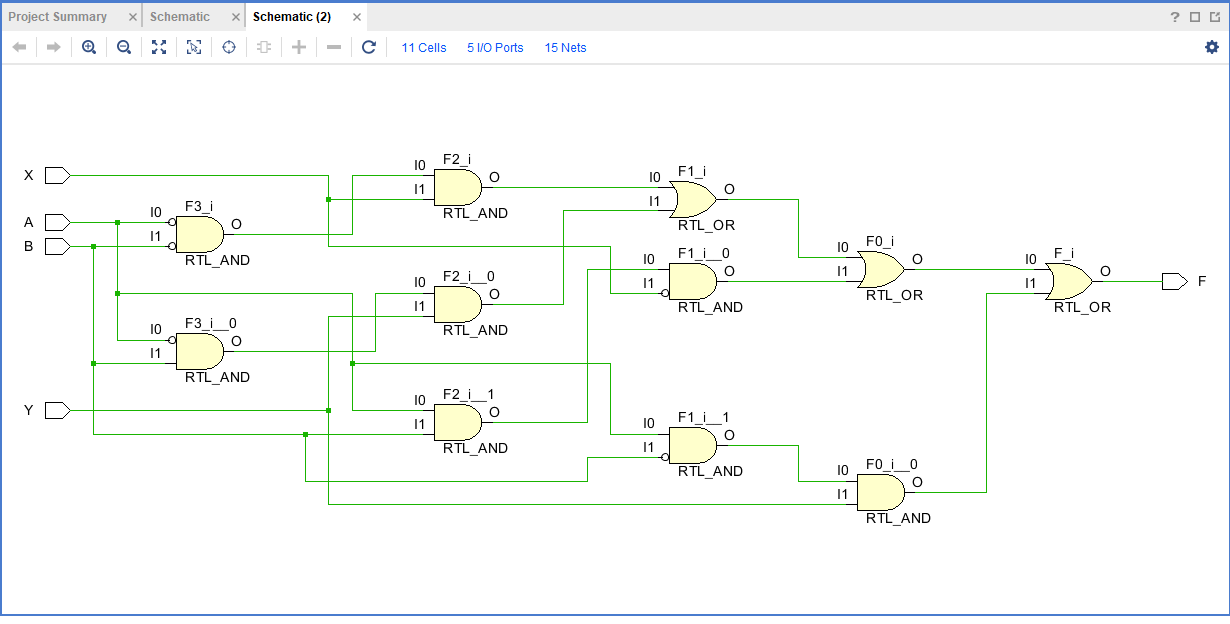 Project Summary × Schematic × Schematic (2) ×
11 Cells 5 I/O Ports 15 Nets
X
A
B
Y
I0 F3_i
I1 O
RTL_AND
I0 F3_i__0
I1 O
RTL_AND
I0 F2_i
I1 O
RTL_AND
I0 F2_i__0
I1 O
RTL_AND
I0 F2_i__1
I1 O
RTL_AND
I0 F1_i
I1 O
RTL_OR
I0 F1_i__0
I1 O
RTL_AND
I0 F1_i__1
I1 O
RTL_AND
I0 F0_i
I1 O
RTL_OR
I0 F0_i__0
I1 O
RTL_AND
I0 F_i
I1 O
RTL_OR
F